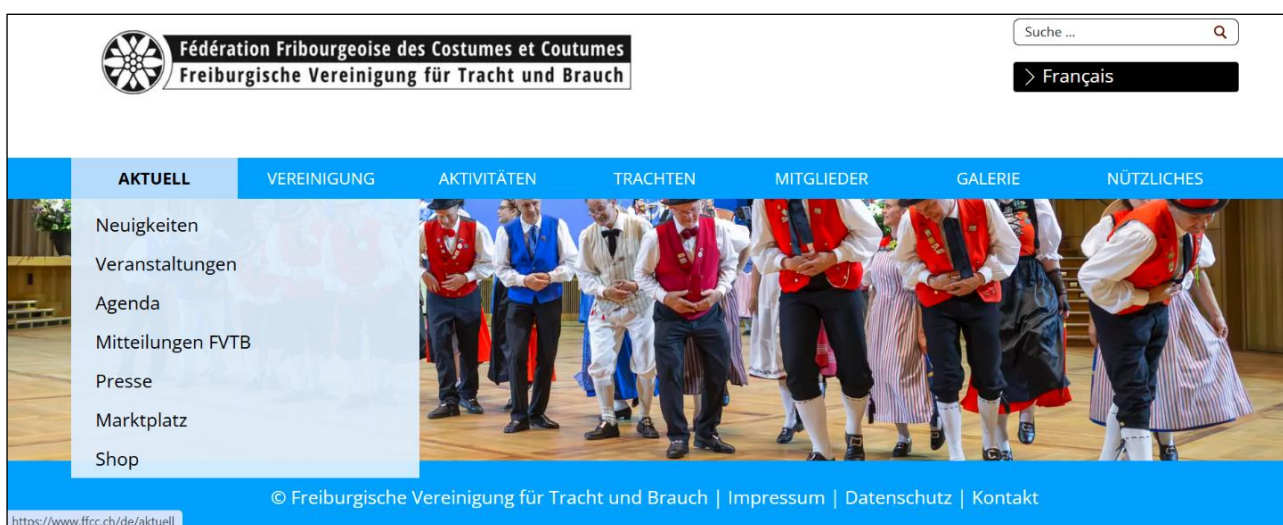 Fédération Fribourgeoise des Costumes et Coutumes
Freiburgische Vereinigung für Tracht und Brauch
Suche ...
> Français
AKTUELL VEREINIGUNG AKTIVITÄTEN TRACHTEN MITGLIEDER GALERIE NÜTZLICHES
Neuigkeiten
Veranstaltungen
Agenda
Mitteilungen FVTB
Presse
Marktplatz
Shop
© Freiburgische Vereinigung für Tracht und Brauch | Impressum | Datenschutz | Kontakt
https://www.ffcc.ch/de/aktuell